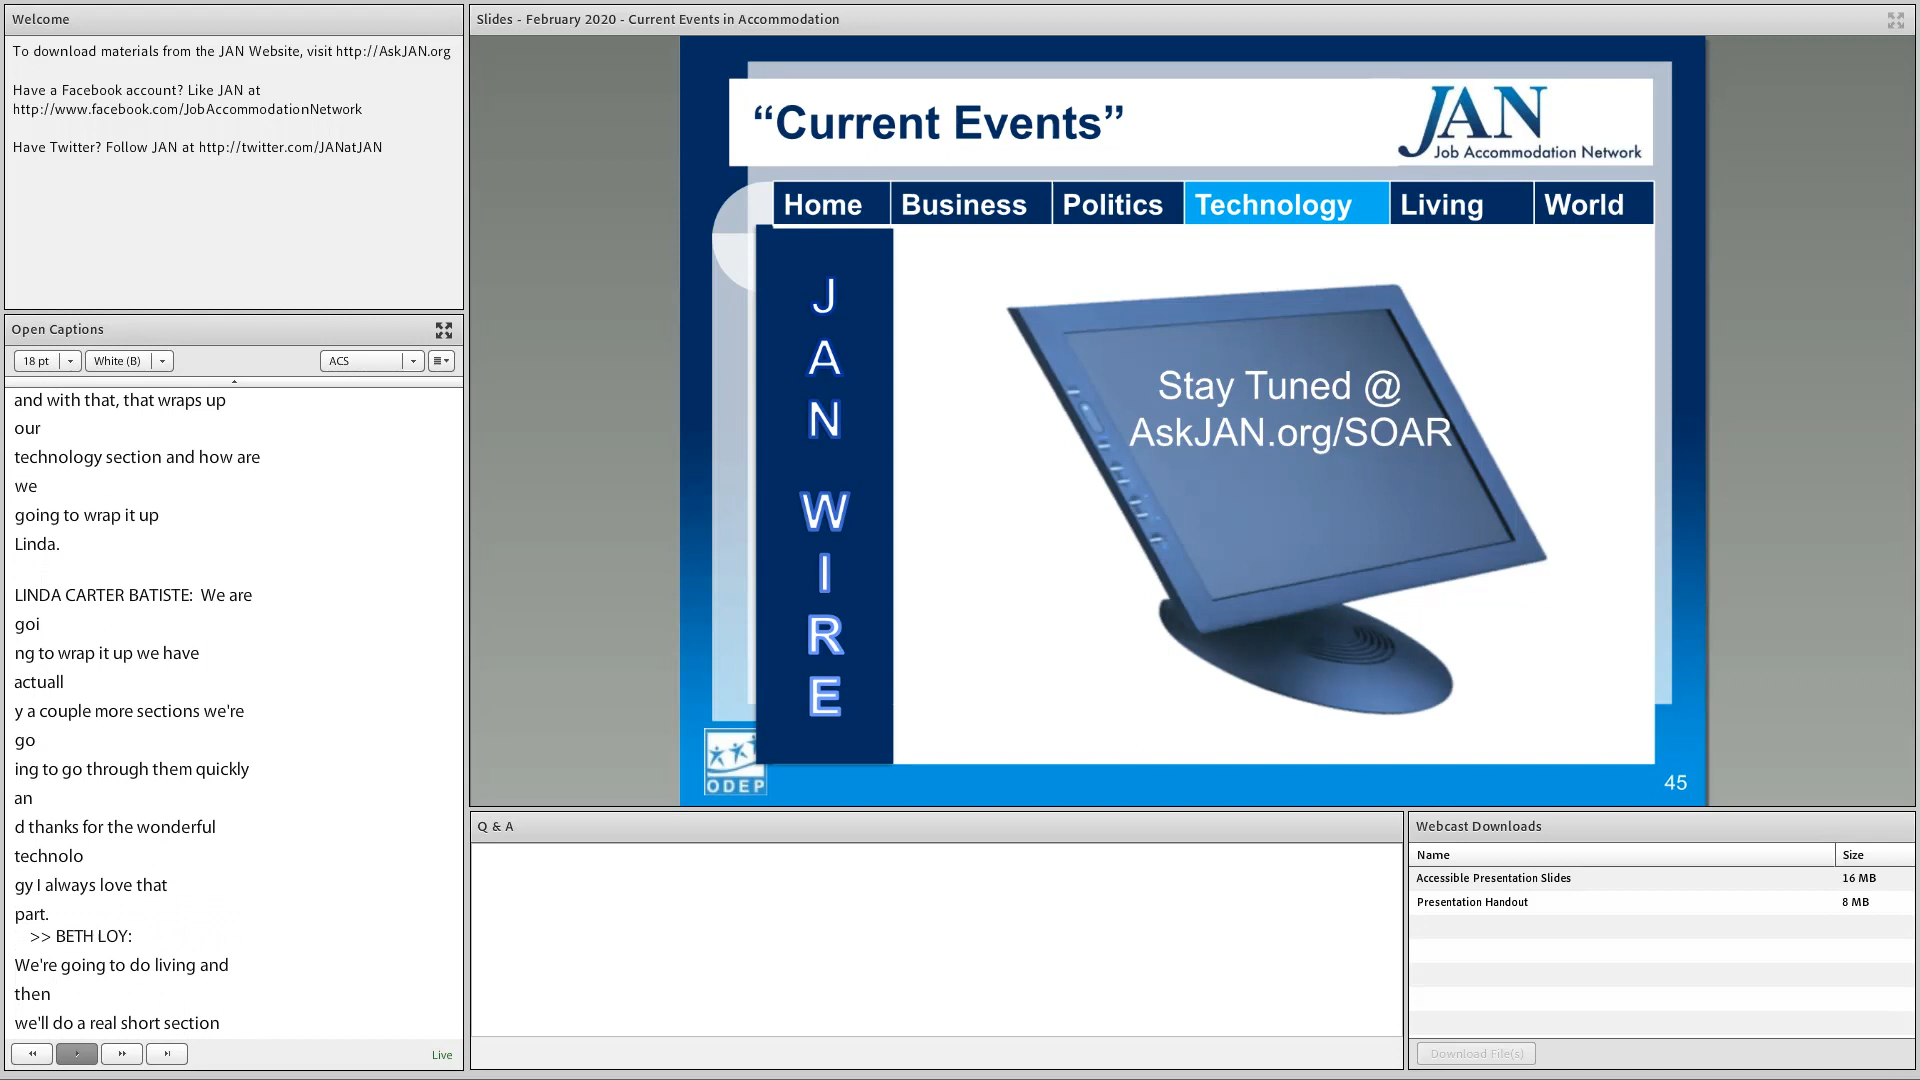 Welcome
To download materials from the JAN Website, visit http://AskJAN.org
Have a Facebook account? Like JAN at
http://www.facebook.com/JobAccommodationNetwork
Have Twitter? Follow JAN at http://twitter.com/JANatJAN
Open Captions
18 pt
White (B)
ACS
and with that, that wraps up
our
technology section and how are
we
going to wrap it up
Linda.
LINDA CARTER BATISTE:  We are
goi
ng to wrap it up we have
actuall
y a couple more sections we're
go
ing to go through them quickly
an
d thanks for the wonderful
technolo
gy I always love that
part.
>> BETH LOY:
We're going to do living and
then
we'll do a real short section
Live
Slides - February 2020 - Current Events in Accommodation
“Current Events”
JAN
Job Accommodation Network
Home Business Politics Technology Living World
J
A
N
W
I
R
E
Stay Tuned @
AskJAN.org/SOAR
ODEP
45
Q & A
Webcast Downloads
Name Size
Accessible Presentation Slides 16 MB
Presentation Handout 8 MB
Download File(s)